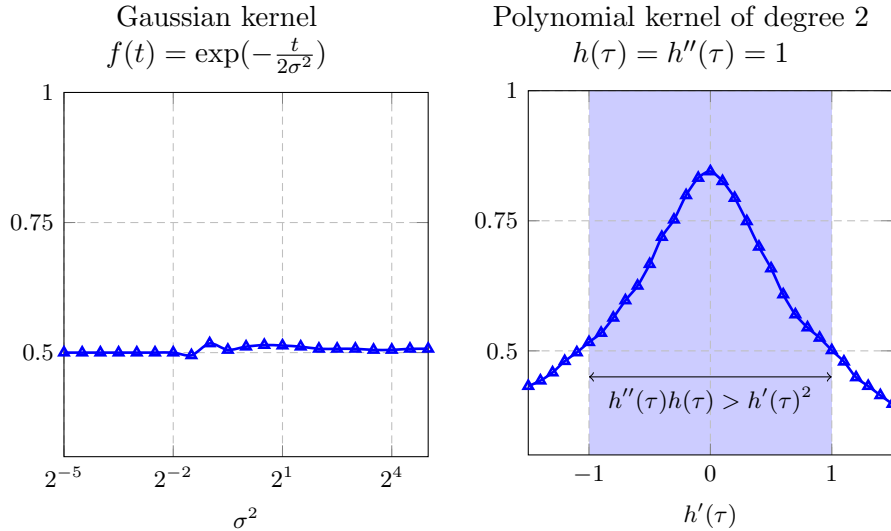 Gaussian kernel
f(t) = exp(−t/2σ²)
1
0.75
0.5
2⁻⁵ 2⁻² 2¹ 2⁴
σ²
Polynomial kernel of degree 2
h(τ) = h′′(τ) = 1
1
0.75
0.5
h′′(τ)h(τ) > h′(τ)²
−1 0 1
h′(τ)